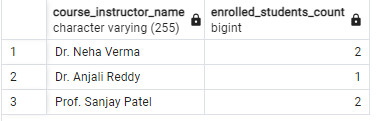 course_instructor_name enrolled_students_count
character varying (255) bigint
1 Dr. Neha Verma 2
2 Dr. Anjali Reddy 1
3 Prof. Sanjay Patel 2